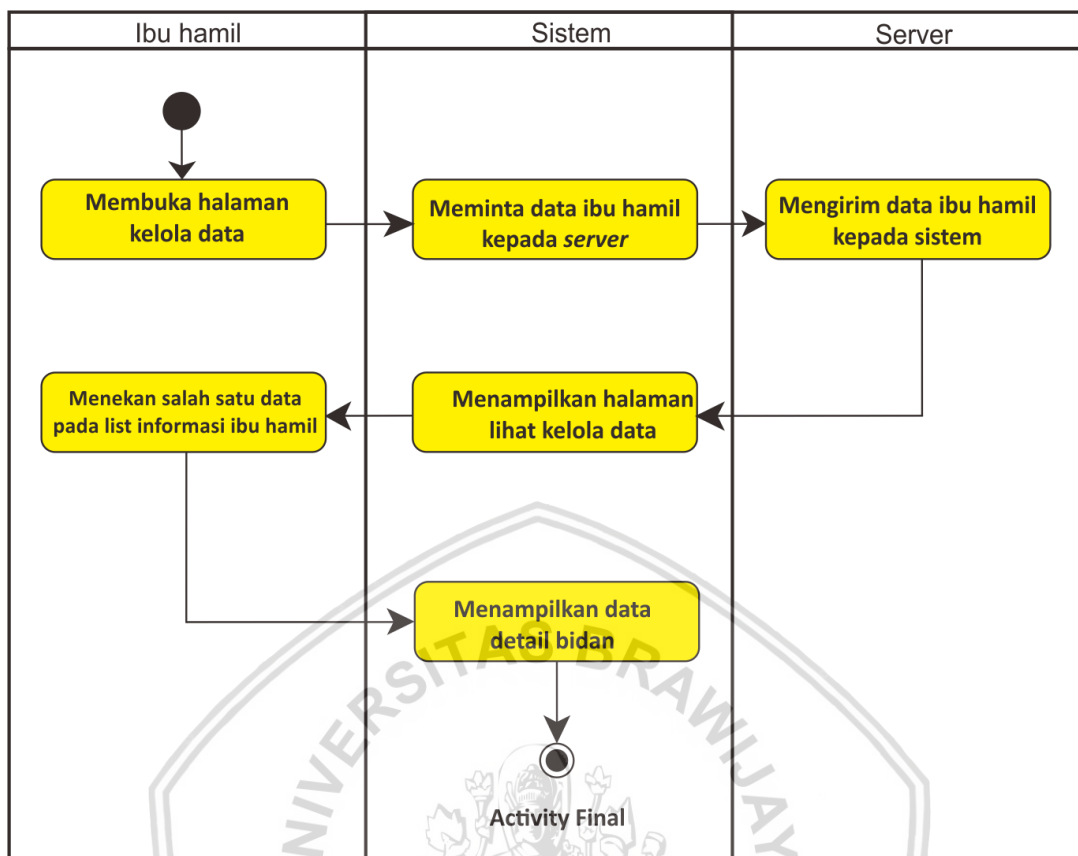 Ibu hamil
Sistem
Server
Membuka halaman
kelola data
Meminta data ibu hamil
kepada server
Mengirim data ibu hamil
kepada sistem
Menekan salah satu data
pada list informasi ibu hamil
Menampilkan halaman
lihat kelola data
Menampilkan data
detail bidan
UNIVERSITAS BRAWIJAY
Activity Final